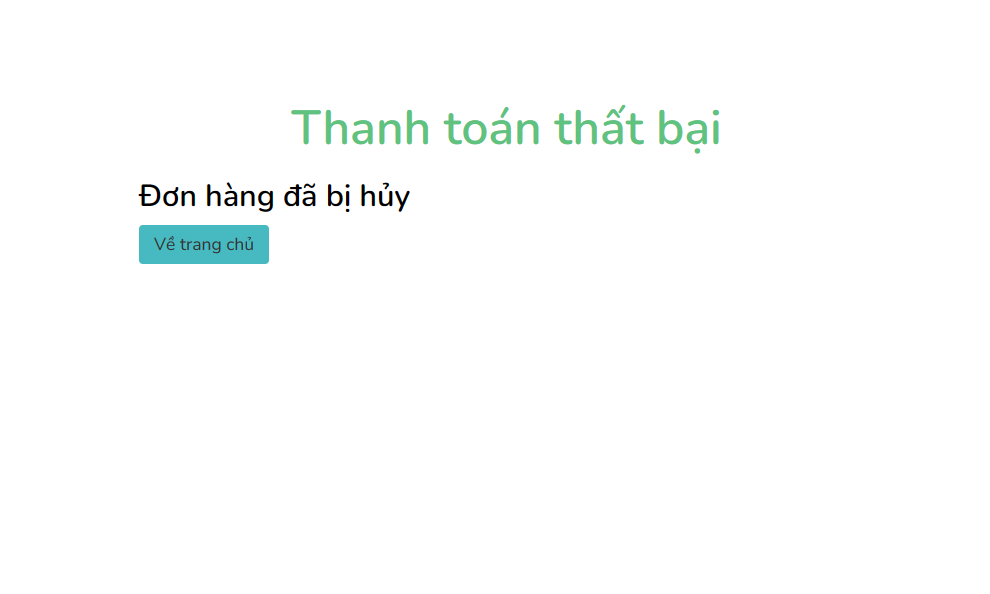 Thanh toán thất bại
Đơn hàng đã bị hủy
Về trang chủ